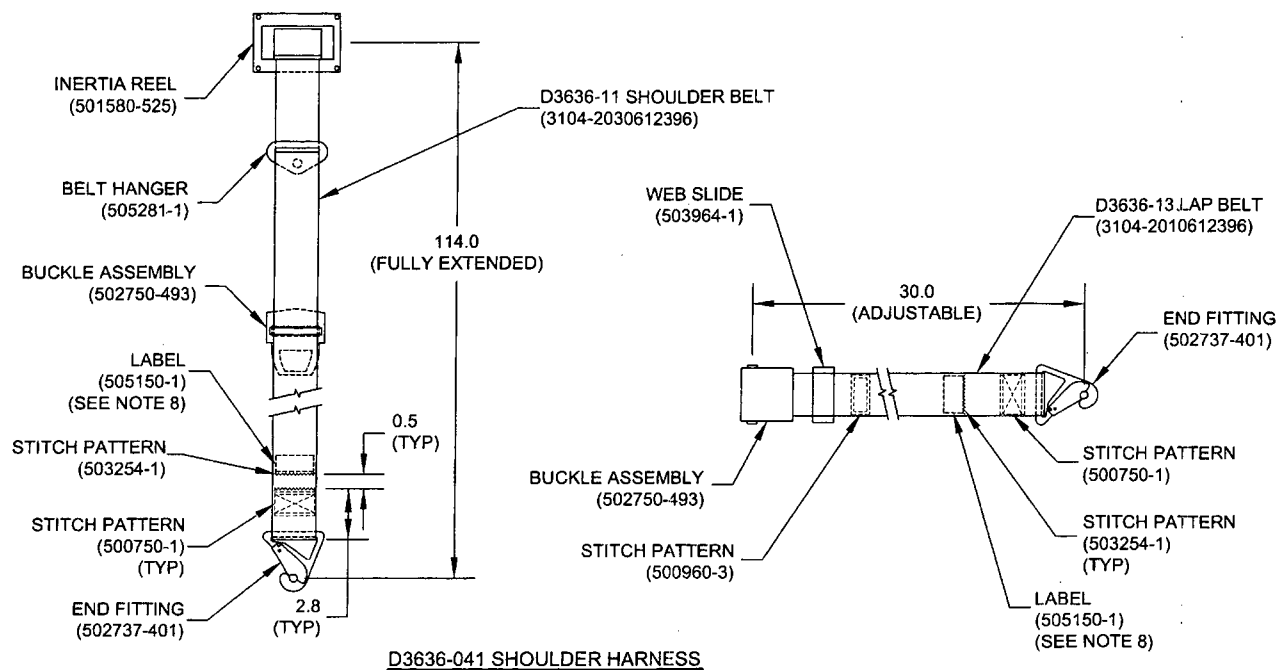 INERTIA REEL
(501580-525)
D3636-11 SHOULDER BELT
(3104-2030612396)
BELT HANGER
(505281-1)
114.0
(FULLY EXTENDED)
BUCKLE ASSEMBLY
(502750-493)
LABEL
(505150-1)
(SEE NOTE 8)
0.5
(TYP)
STITCH PATTERN
(503254-1)
STITCH PATTERN
(500750-1)
(TYP)
END FITTING
(502737-401)
2.8
(TYP)
WEB SLIDE
(503964-1)
D3636-13 LAP BELT
(3104-2010612396)
30.0
(ADJUSTABLE)
END FITTING
(502737-401)
BUCKLE ASSEMBLY
(502750-493)
STITCH PATTERN
(500750-1)
STITCH PATTERN
(500960-3)
STITCH PATTERN
(503254-1)
(TYP)
LABEL
(505150-1)
(SEE NOTE 8)
D3636-041 SHOULDER HARNESS